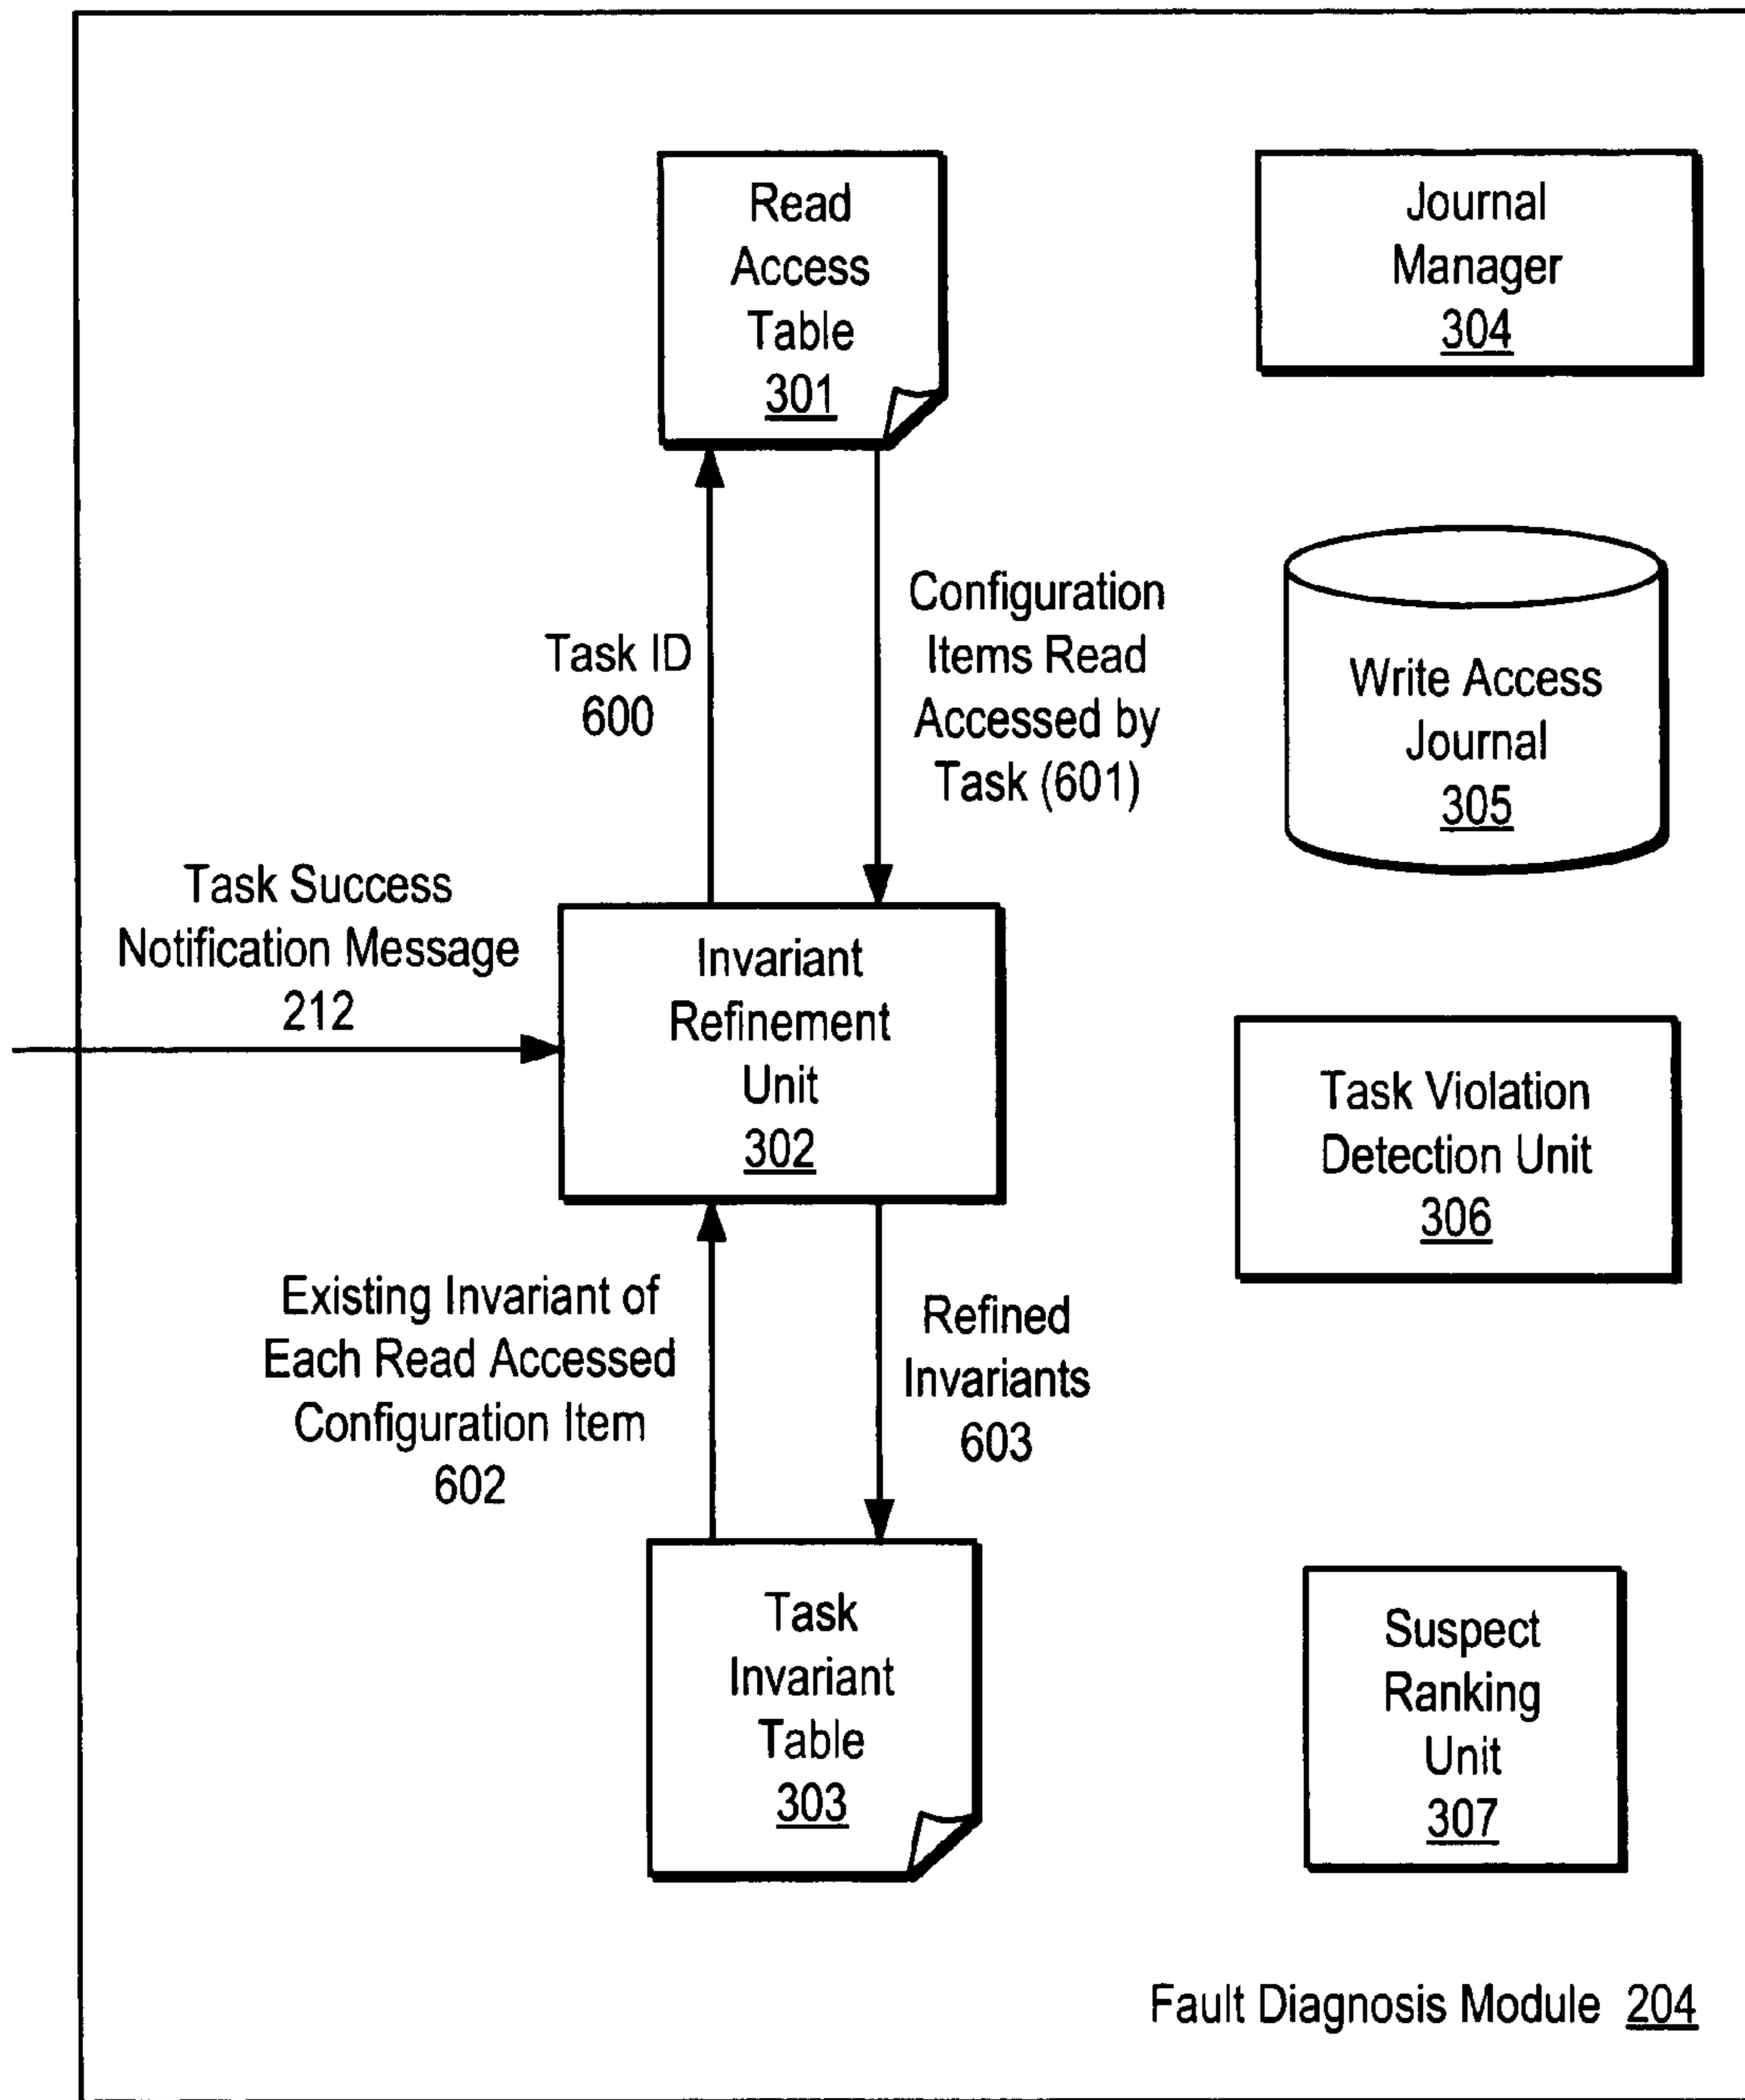 Read
Access
Table
301
Journal
Manager
304
Task ID
600
Configuration
Items Read
Accessed by
Task (601)
Write Access
Journal
305
Task Success
Notification Message
212
Invariant
Refinement
Unit
302
Task Violation
Detection Unit
306
Existing Invariant of
Each Read Accessed
Configuration Item
602
Refined
Invariants
603
Task
Invariant
Table
303
Suspect
Ranking
Unit
307
Fault Diagnosis Module 204